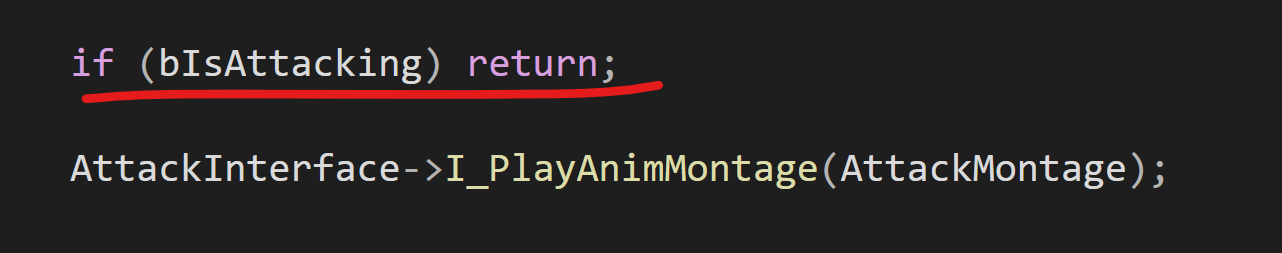 if (bIsAttacking) return;
AttackInterface->I_PlayAnimMontage(AttackMontage);